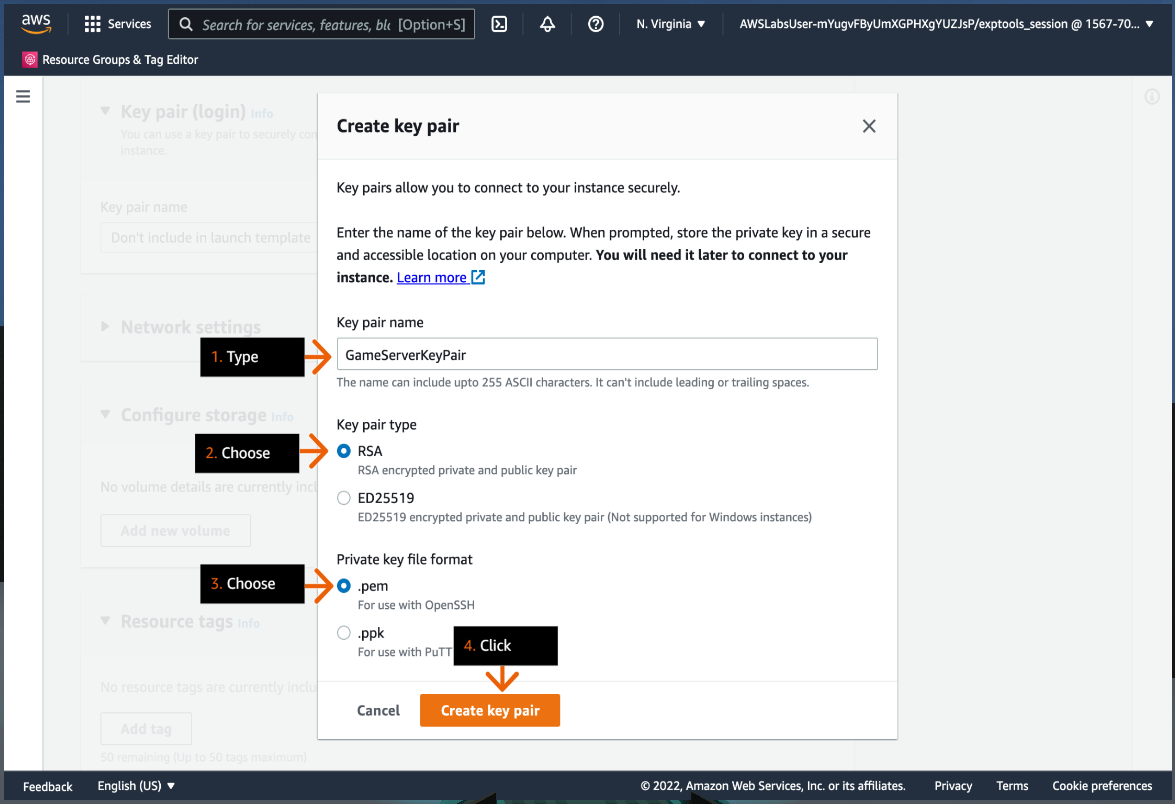 aws
Services
Search for services, features, blo [Option+S]
N. Virginia ▼
AWSLabsUser-mYugvFByUmXGPHXgYUZJsP/exptools_session @ 1567-70... ▼
Resource Groups & Tag Editor
Key pair (login) Info
You can use a key pair to securely con
instance.
Key pair name
Don't include in launch template
Network settings
Configure storage Info
No volume details are currently incl
Add new volume
Resource tags Info
No resource tags are currently inclu
Add tag
50 remaining (Up to 50 tags maximum)
Create key pair
Key pairs allow you to connect to your instance securely.
Enter the name of the key pair below. When prompted, store the private key in a secure
and accessible location on your computer. You will need it later to connect to your
instance. Learn more
Key pair name
1. Type
GameServerKeyPair
The name can include upto 255 ASCII characters. It can't include leading or trailing spaces.
Key pair type
2. Choose
RSA
RSA encrypted private and public key pair
ED25519
ED25519 encrypted private and public key pair (Not supported for Windows instances)
Private key file format
3. Choose
.pem
For use with OpenSSH
.ppk
For use with PuTT
4. Click
Cancel
Create key pair
Feedback
English (US) ▼
© 2022, Amazon Web Services, Inc. or its affiliates.
Privacy
Terms
Cookie preferences